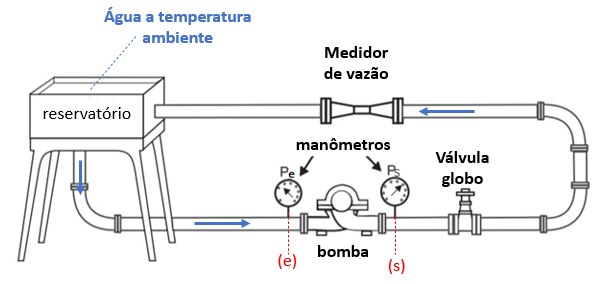 Água a temperatura
ambiente
Medidor
de vazão
reservatório
manômetros
Pe
PS
Válvula
globo
bomba
(e)
(s)